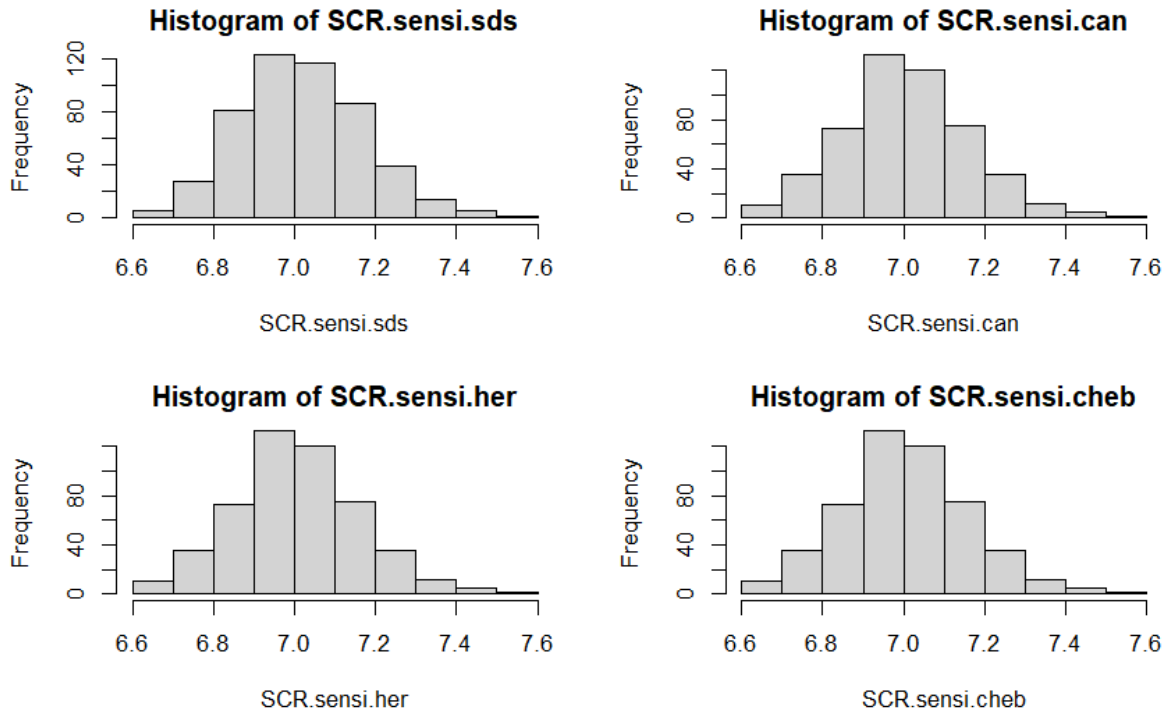 Histogram of SCR.sensi.sds
Frequency
0 40 80 120
6.6 6.8 7.0 7.2 7.4 7.6
SCR.sensi.sds
Histogram of SCR.sensi.can
Frequency
0 40 80
6.6 6.8 7.0 7.2 7.4 7.6
SCR.sensi.can
Histogram of SCR.sensi.her
Frequency
0 40 80
6.6 6.8 7.0 7.2 7.4 7.6
SCR.sensi.her
Histogram of SCR.sensi.cheb
Frequency
0 40 80
6.6 6.8 7.0 7.2 7.4 7.6
SCR.sensi.cheb